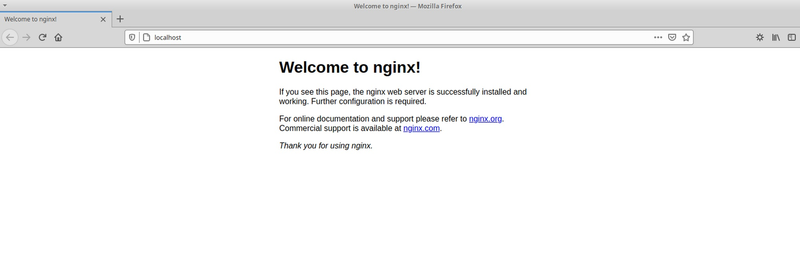 Welcome to nginx! — Mozilla Firefox
Welcome to nginx!
localhost
Welcome to nginx!
If you see this page, the nginx web server is successfully installed and
working. Further configuration is required.
For online documentation and support please refer to nginx.org.
Commercial support is available at nginx.com.
Thank you for using nginx.